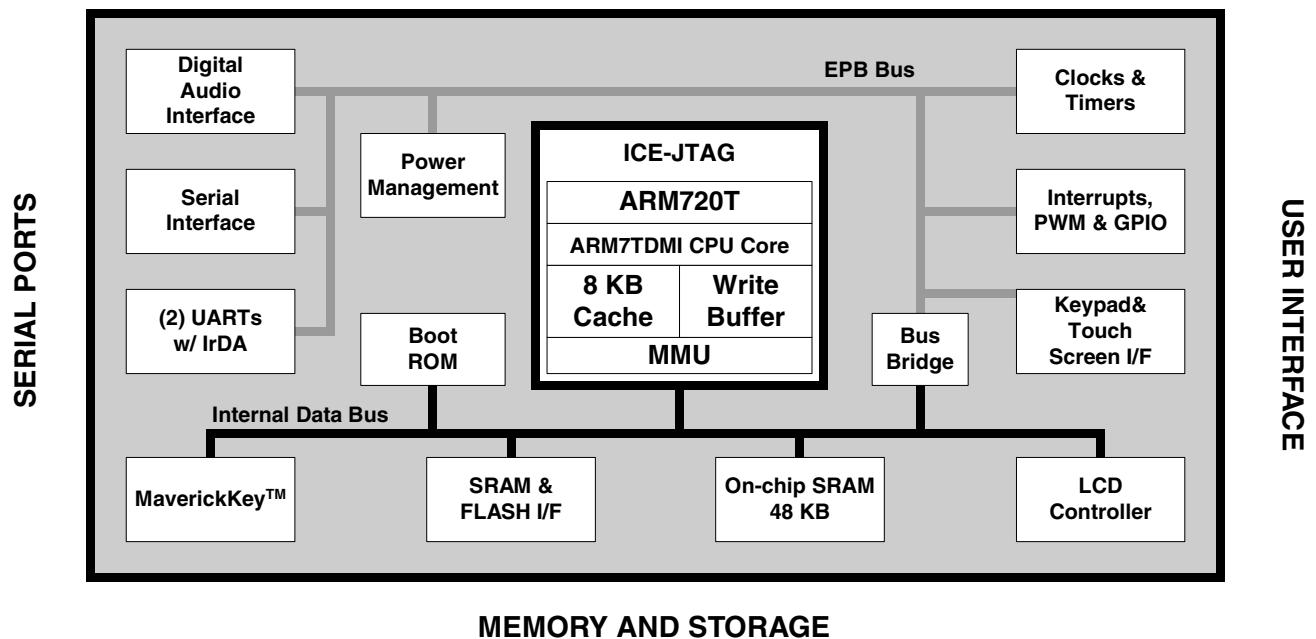 Digital
Audio
Interface
EPB Bus
Clocks &
Timers
Power
Management
ICE-JTAG
ARM720T
ARM7TDMI CPU Core
8 KB
Cache
Write
Buffer
MMU
Serial
Interface
Interrupts,
PWM & GPIO
(2) UARTs
w/ IrDA
Boot
ROM
Bus
Bridge
Keypad&
Touch
Screen I/F
Internal Data Bus
MaverickKey™
SRAM &
FLASH I/F
On-chip SRAM
48 KB
LCD
Controller
SERIAL PORTS
USER INTERFACE
MEMORY AND STORAGE